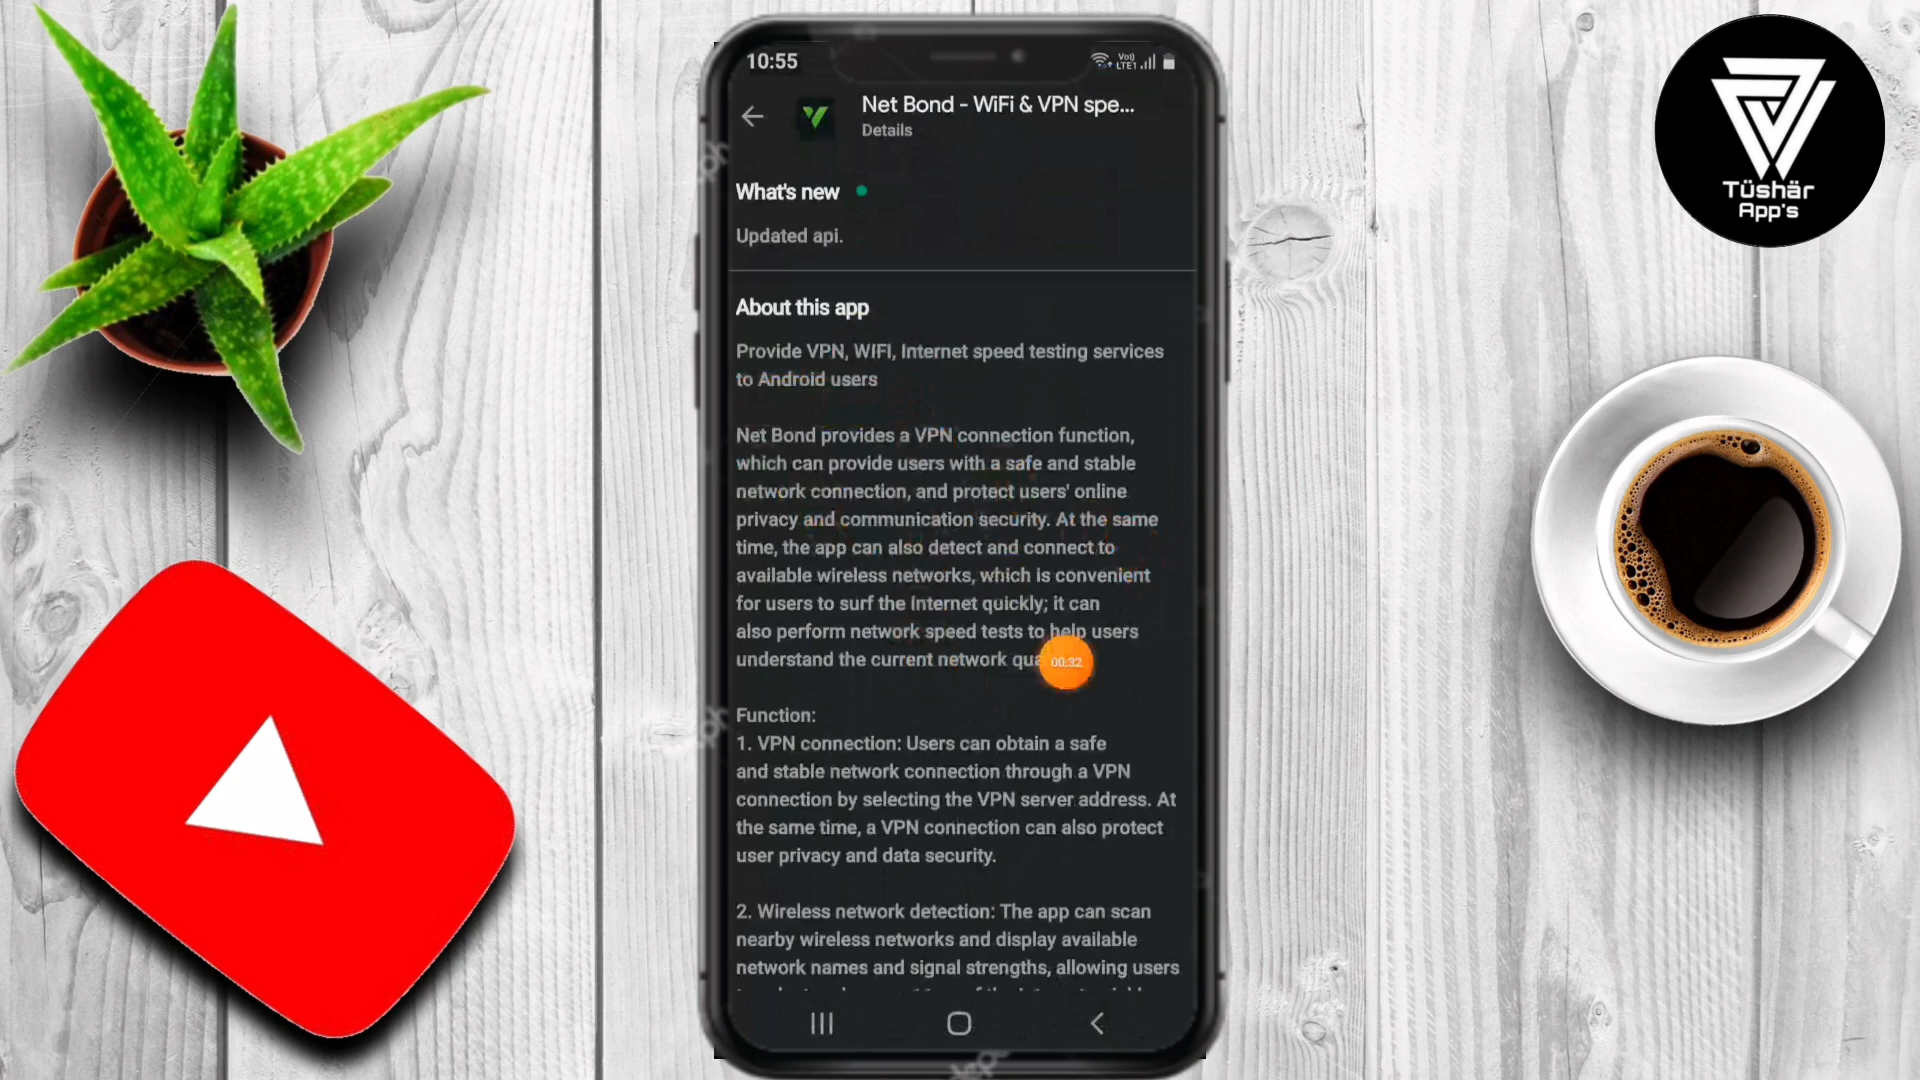 10:55
Vo)
LTE1
Net Bond - WiFi & VPN spe...
Details
What's new
Updated api.
About this app
Provide VPN, WIFI, Internet speed testing services
to Android users
Net Bond provides a VPN connection function,
which can provide users with a safe and stable
network connection, and protect users' online
privacy and communication security. At the same
time, the app can also detect and connect to
available wireless networks, which is convenient
for users to surf the Internet quickly; it can
also perform network speed tests to help users
understand the current network
00:32
Function:
1. VPN connection: Users can obtain a safe
and stable network connection through a VPN
connection by selecting the VPN server address. At
the same time, a VPN connection can also protect
user privacy and data security.
2. Wireless network detection: The app can scan
nearby wireless networks and display available
network names and signal strengths, allowing users
Tüshär
App's